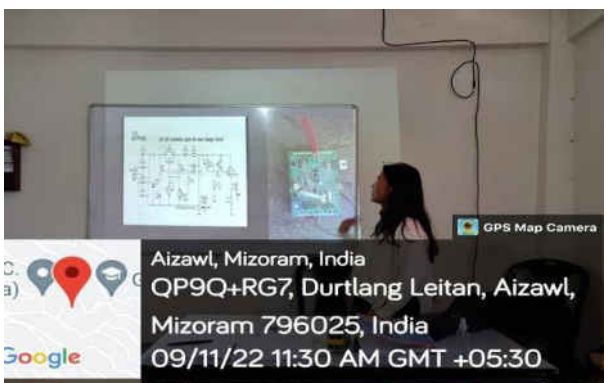 GPS Map Camera
Aizawl, Mizoram, India
QP9Q+RG7, Durtlang Leitan, Aizawl,
Mizoram 796025, India
09/11/22 11:30 AM GMT +05:30
C.
a)
G
Google